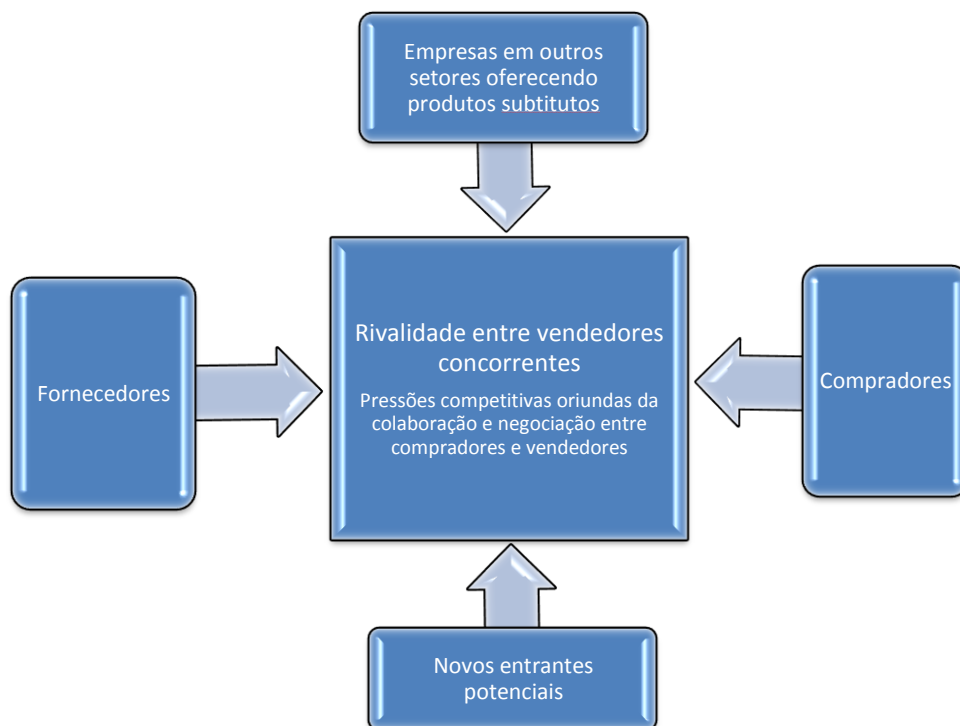 Empresas em outros
setores oferecendo
produtos subtitutos
Fornecedores
Rivalidade entre vendedores
concorrentes
Pressões competitivas oriundas da
colaboração e negociação entre
compradores e vendedores
Compradores
Novos entrantes
potenciais